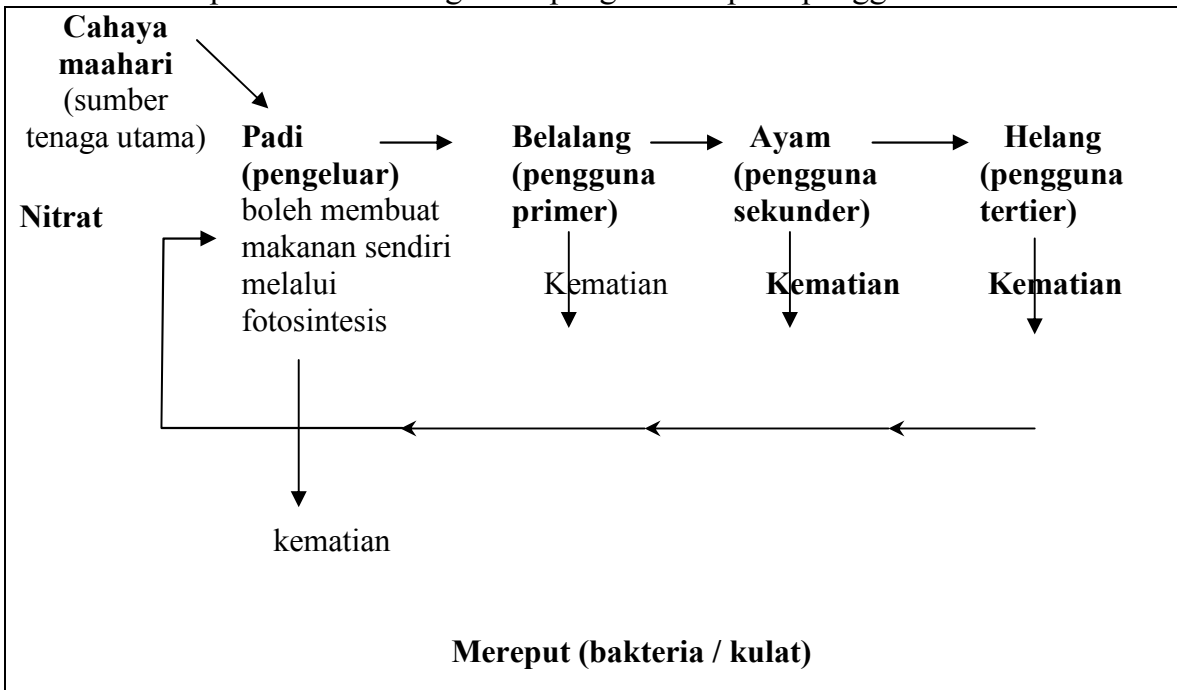 Cahaya
maahari
(sumber
tenaga utama)
Padi
(pengeluar)
boleh membuat
makanan sendiri
melalui
fotosintesis
Belalang
(pengguna
primer)
Ayam
(pengguna
sekunder)
Helang
(pengguna
tertier)
Nitrat
Kematian
Kematian
Kematian
kematian
Mereput (bakteria / kulat)